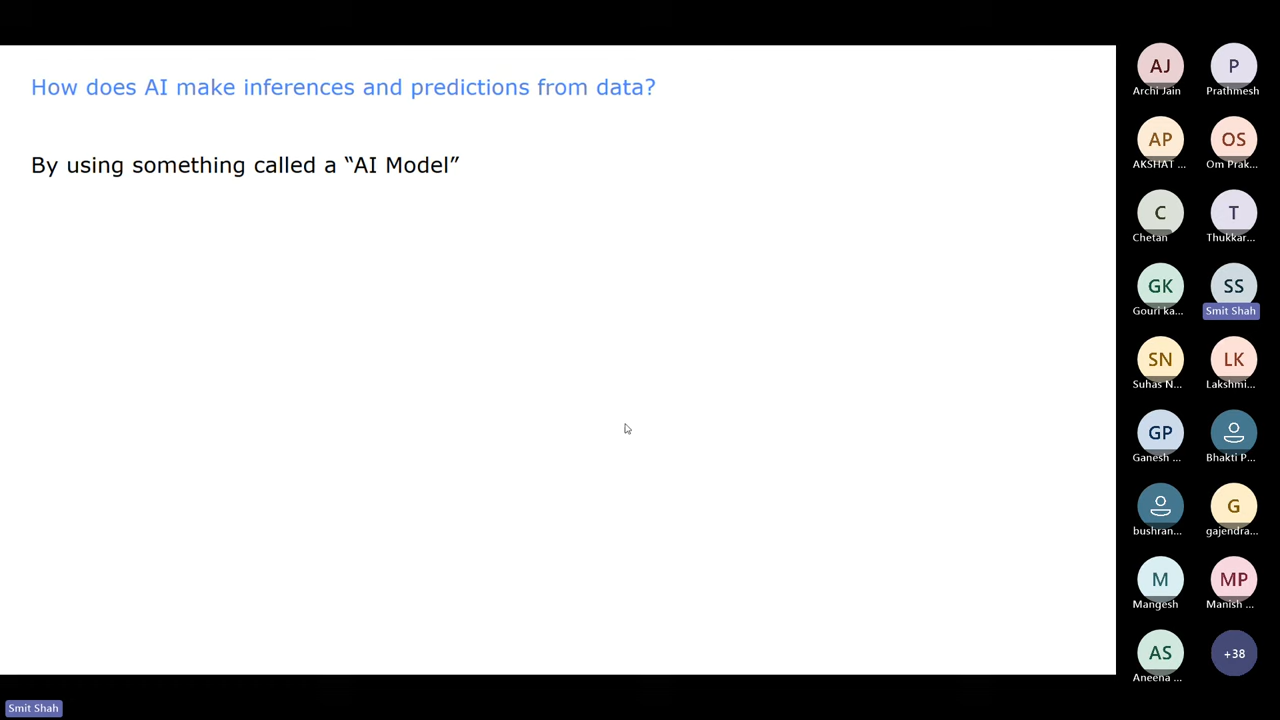 How does AI make inferences and predictions from data?
By using something called a “AI Model”
AJ
Archi Jain
P
Prathmesh
AP
AKSHAT ...
OS
Om Prak...
C
Chetan
T
Thukkar...
GK
Gouri ka...
SS
Smit Shah
SN
Suhas N...
LK
Lakshmi...
GP
Ganesh ...
Bhakti P...
bushran...
G
gajendra...
M
Mangesh
MP
Manish ...
AS
Aneena ...
+38
Smit Shah